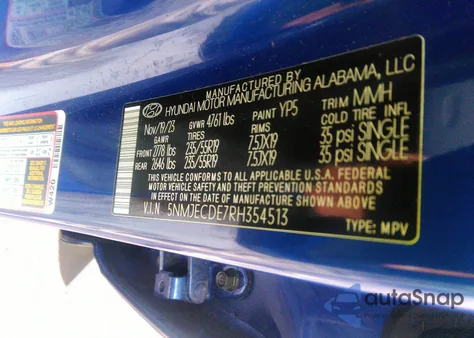 MANUFACTURED BY
HYUNDAI MOTOR MANUFACTURING ALABAMA, LLC
Nov/19/23 GVWR 4761 lbs PAINT YP5 TRIM MMH
TIRES RIMS COLD TIRE INFL
FRONT 2778 lbs 235/55R19 7.5JX19 35 psi SINGLE
REAR 2646 lbs 235/55R19 7.5JX19 35 psi SINGLE
THIS VEHICLE CONFORMS TO ALL APPLICABLE U.S.A. FEDERAL
MOTOR VEHICLE SAFETY AND THEFT PREVENTION STANDARDS
IN EFFECT ON THE DATE OF MANUFACTURE SHOWN ABOVE.
V.I.N 5NMJECDE7RH354513
TYPE: MPV
W420
autoSnap